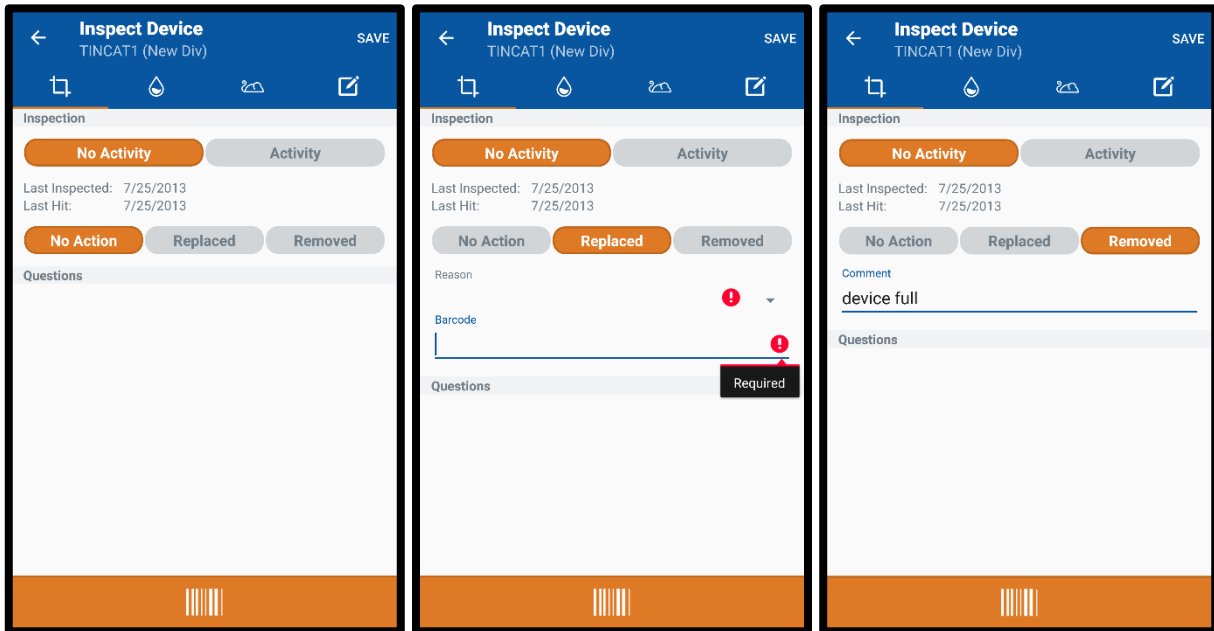 Inspect Device
TINCAT1 (New Div)
SAVE
Inspection
No Activity
Activity
Last Inspected: 7/25/2013
Last Hit: 7/25/2013
No Action
Replaced
Removed
Questions
Inspect Device
TINCAT1 (New Div)
SAVE
Inspection
No Activity
Activity
Last Inspected: 7/25/2013
Last Hit: 7/25/2013
No Action
Replaced
Removed
Reason
Barcode
Required
Questions
Inspect Device
TINCAT1 (New Div)
SAVE
Inspection
No Activity
Activity
Last Inspected: 7/25/2013
Last Hit: 7/25/2013
No Action
Replaced
Removed
Comment
device full
Questions